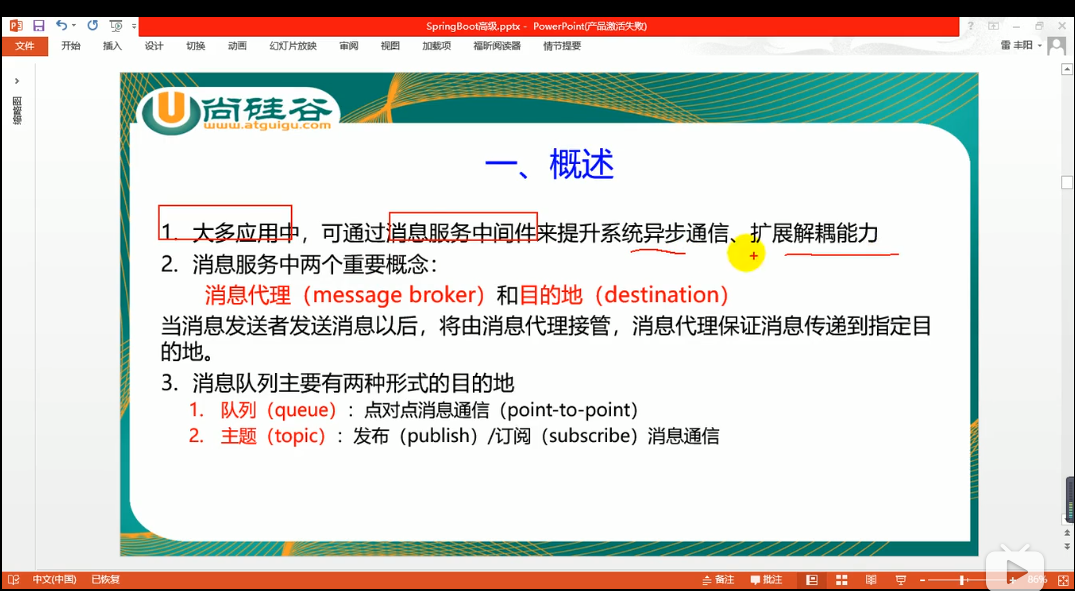 SpringBoot高级.pptx - PowerPoint(产品激活失败)
文件 开始 插入 设计 切换 动画 幻灯片放映 审阅 视图 加载项 福昕阅读器 情节提要
雷 丰阳
缩略图
U尚硅谷
www.atguigu.com
一、概述
1. 大多应用中，可通过消息服务中间件来提升系统异步通信、扩展解耦能力
2. 消息服务中两个重要概念：
消息代理（message broker）和目的地（destination）
当消息发送者发送消息以后，将由消息代理接管，消息代理保证消息传递到指定目
的地。
3. 消息队列主要有两种形式的目的地
1. 队列（queue）：点对点消息通信（point-to-point）
2. 主题（topic）：发布（publish）/订阅（subscribe）消息通信
中文(中国) 已恢复 备注 批注 86%